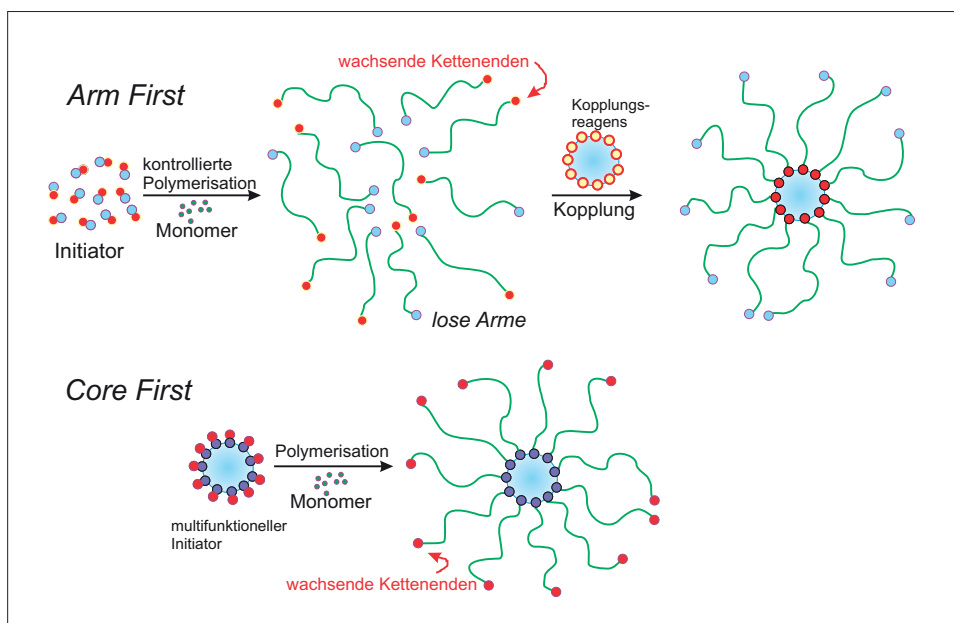 wachsende Kettenenden
Arm First
Kopplungs-
reagens
kontrollierte
Polymerisation
Monomer
Initiator
Kopplung
lose Arme
Core First
Polymerisation
Monomer
multifunktioneller
Initiator
wachsende Kettenenden